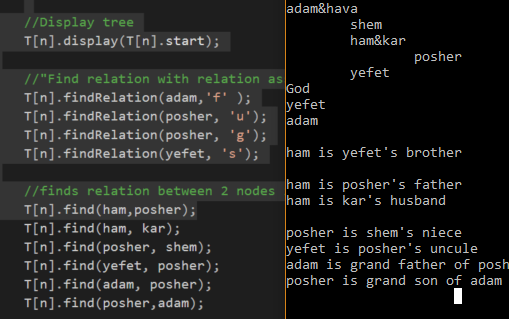 //Display tree
T[n].display(T[n].start);
//"Find relation with relation as
T[n].findRelation(adam,'f' );
T[n].findRelation(posher, 'u');
T[n].findRelation(posher, 'g');
T[n].findRelation(yefet, 's');
//finds relation between 2 nodes
T[n].find(ham,posher);
T[n].find(ham, kar);
T[n].find(posher, shem);
T[n].find(yefet, posher);
T[n].find(adam, posher);
T[n].find(posher,adam);
adam&hava
shem
ham&kar
posher
yefet
God
yefet
adam
ham is yefet's brother
ham is posher's father
ham is kar's husband
posher is shem's niece
yefet is posher's uncule
adam is grand father of posh
posher is grand son of adam